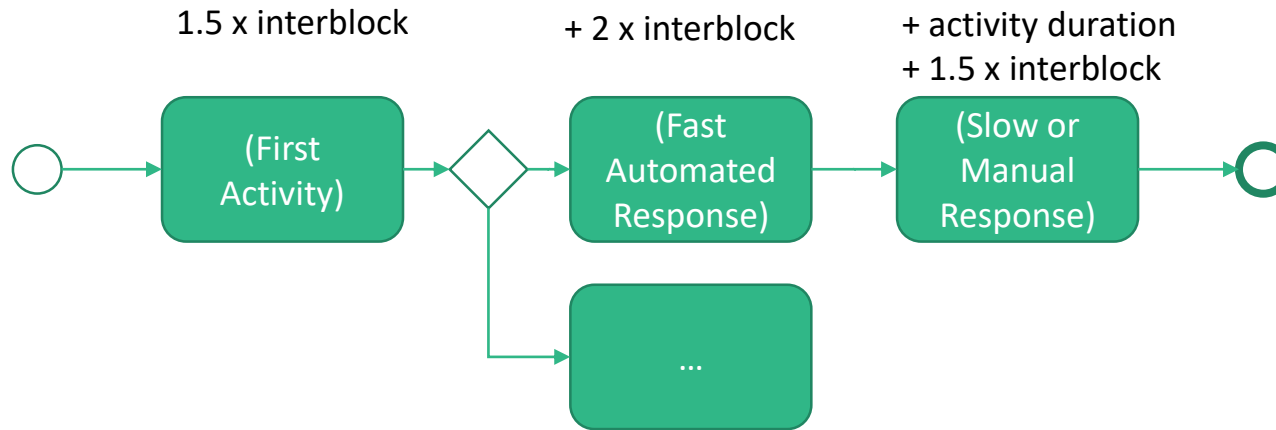 1.5 x interblock
+ 2 x interblock
+ activity duration
+ 1.5 x interblock
(First
Activity)
(Fast
Automated
Response)
(Slow or
Manual
Response)
...